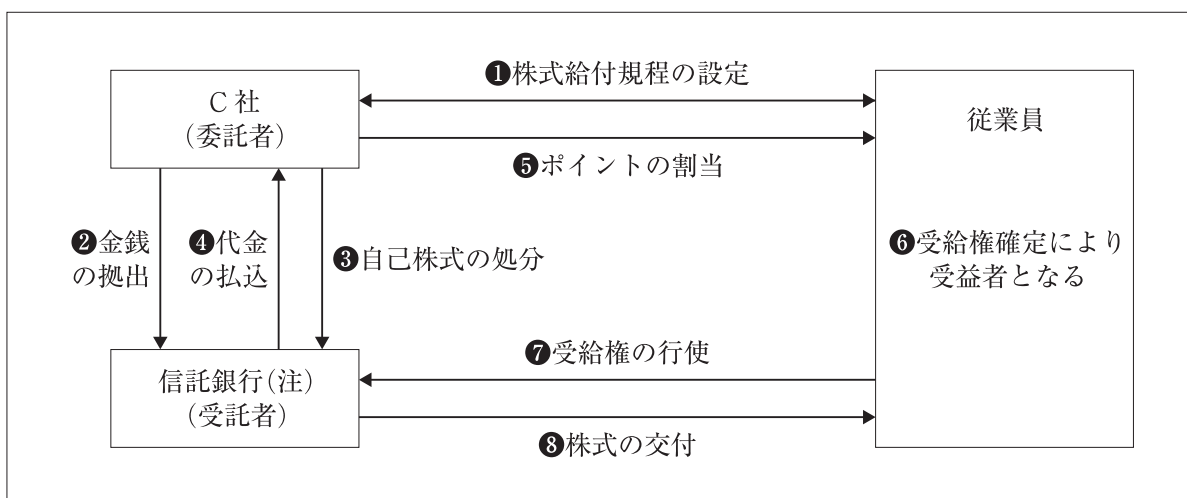 ❶株式給付規程の設定
C 社
(委託者)
従業員
❺ポイントの割当
❷金銭
の拠出
❹代金
の払込
❸自己株式の処分
❻受給権確定により
受益者となる
❼受給権の行使
信託銀行(注)
(受託者)
❽株式の交付